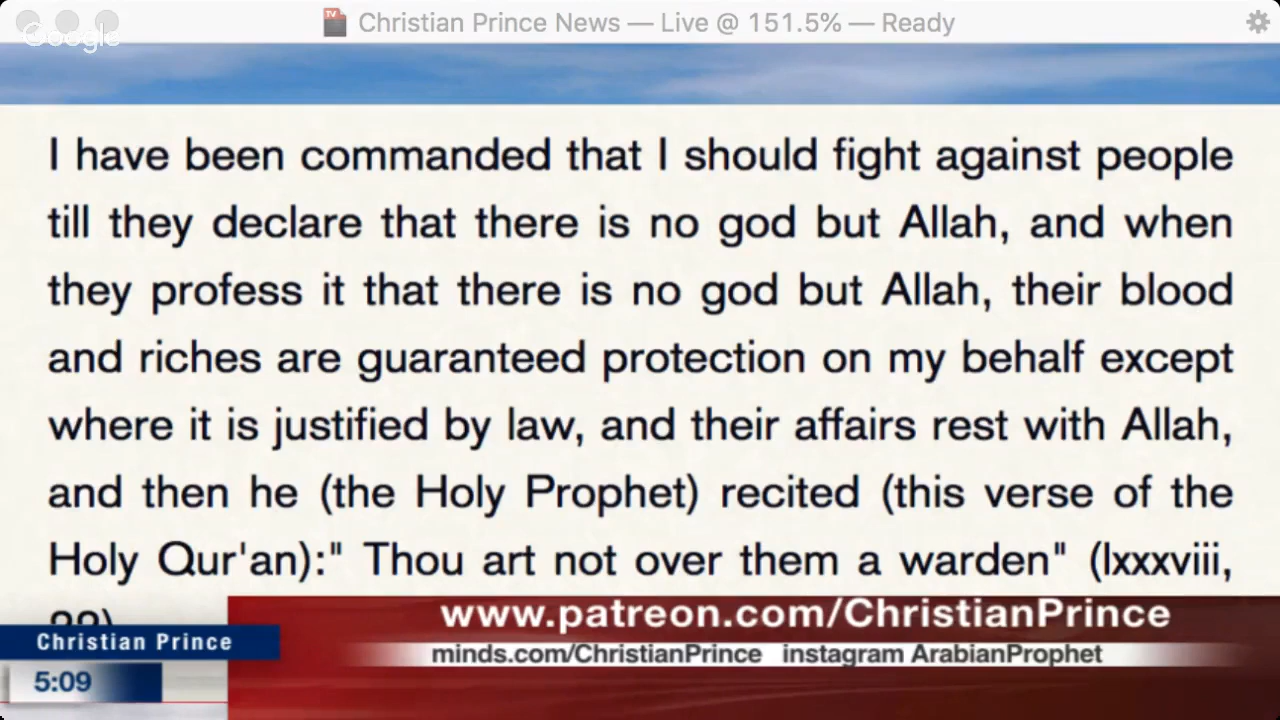 Christian Prince News — Live @ 151.5% — Ready
Google
I have been commanded that I should fight against people
till they declare that there is no god but Allah, and when
they profess it that there is no god but Allah, their blood
and riches are guaranteed protection on my behalf except
where it is justified by law, and their affairs rest with Allah,
and then he (the Holy Prophet) recited (this verse of the
Holy Qur'an):" Thou art not over them a warden" (lxxxviii,
www.patreon.com/ChristianPrince
Christian Prince
minds.com/ChristianPrince instagram ArabianProphet
5:09